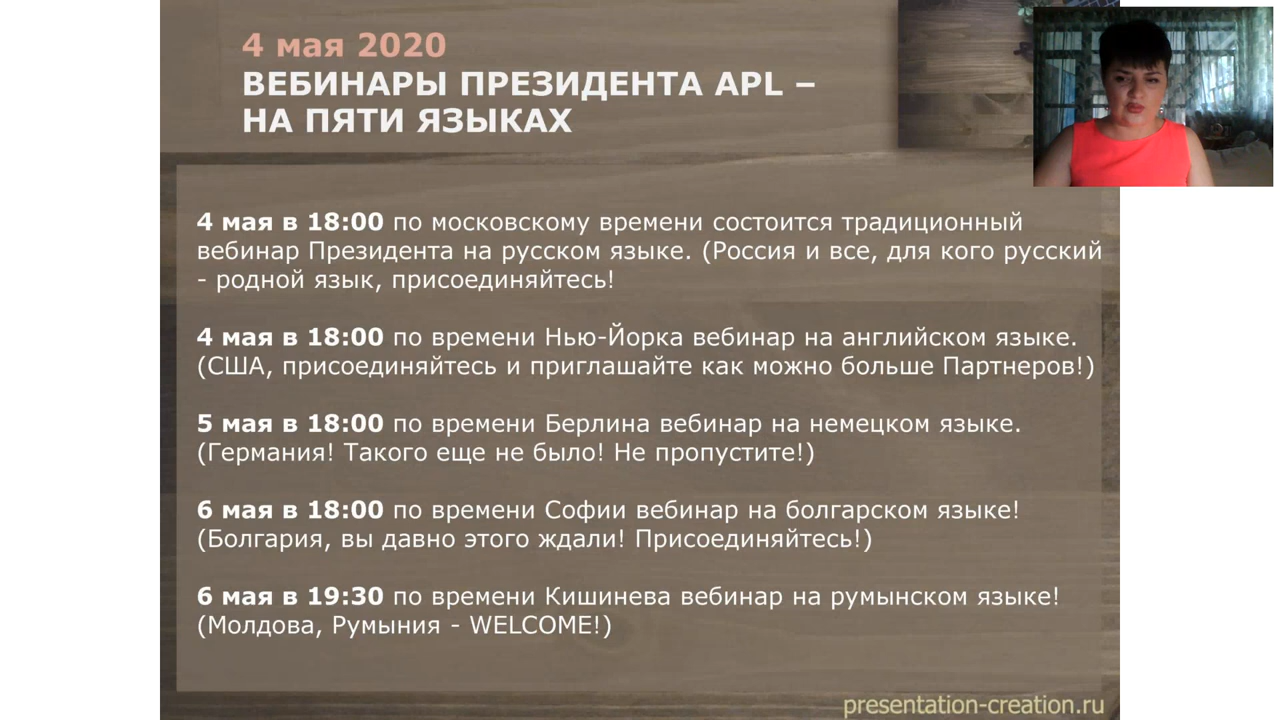 4 мая 2020
ВЕБИНАРЫ ПРЕЗИДЕНТА APL –
НА ПЯТИ ЯЗЫКАХ
4 мая в 18:00 по московскому времени состоится традиционный
вебинар Президента на русском языке. (Россия и все, для кого русский
- родной язык, присоединяйтесь!
4 мая в 18:00 по времени Нью-Йорка вебинар на английском языке.
(США, присоединяйтесь и приглашайте как можно больше Партнеров!)
5 мая в 18:00 по времени Берлина вебинар на немецком языке.
(Германия! Такого еще не было! Не пропустите!)
6 мая в 18:00 по времени Софии вебинар на болгарском языке!
(Болгария, вы давно этого ждали! Присоединяйтесь!)
6 мая в 19:30 по времени Кишинева вебинар на румынском языке!
(Молдова, Румыния - WELCOME!)
presentation-creation.ru